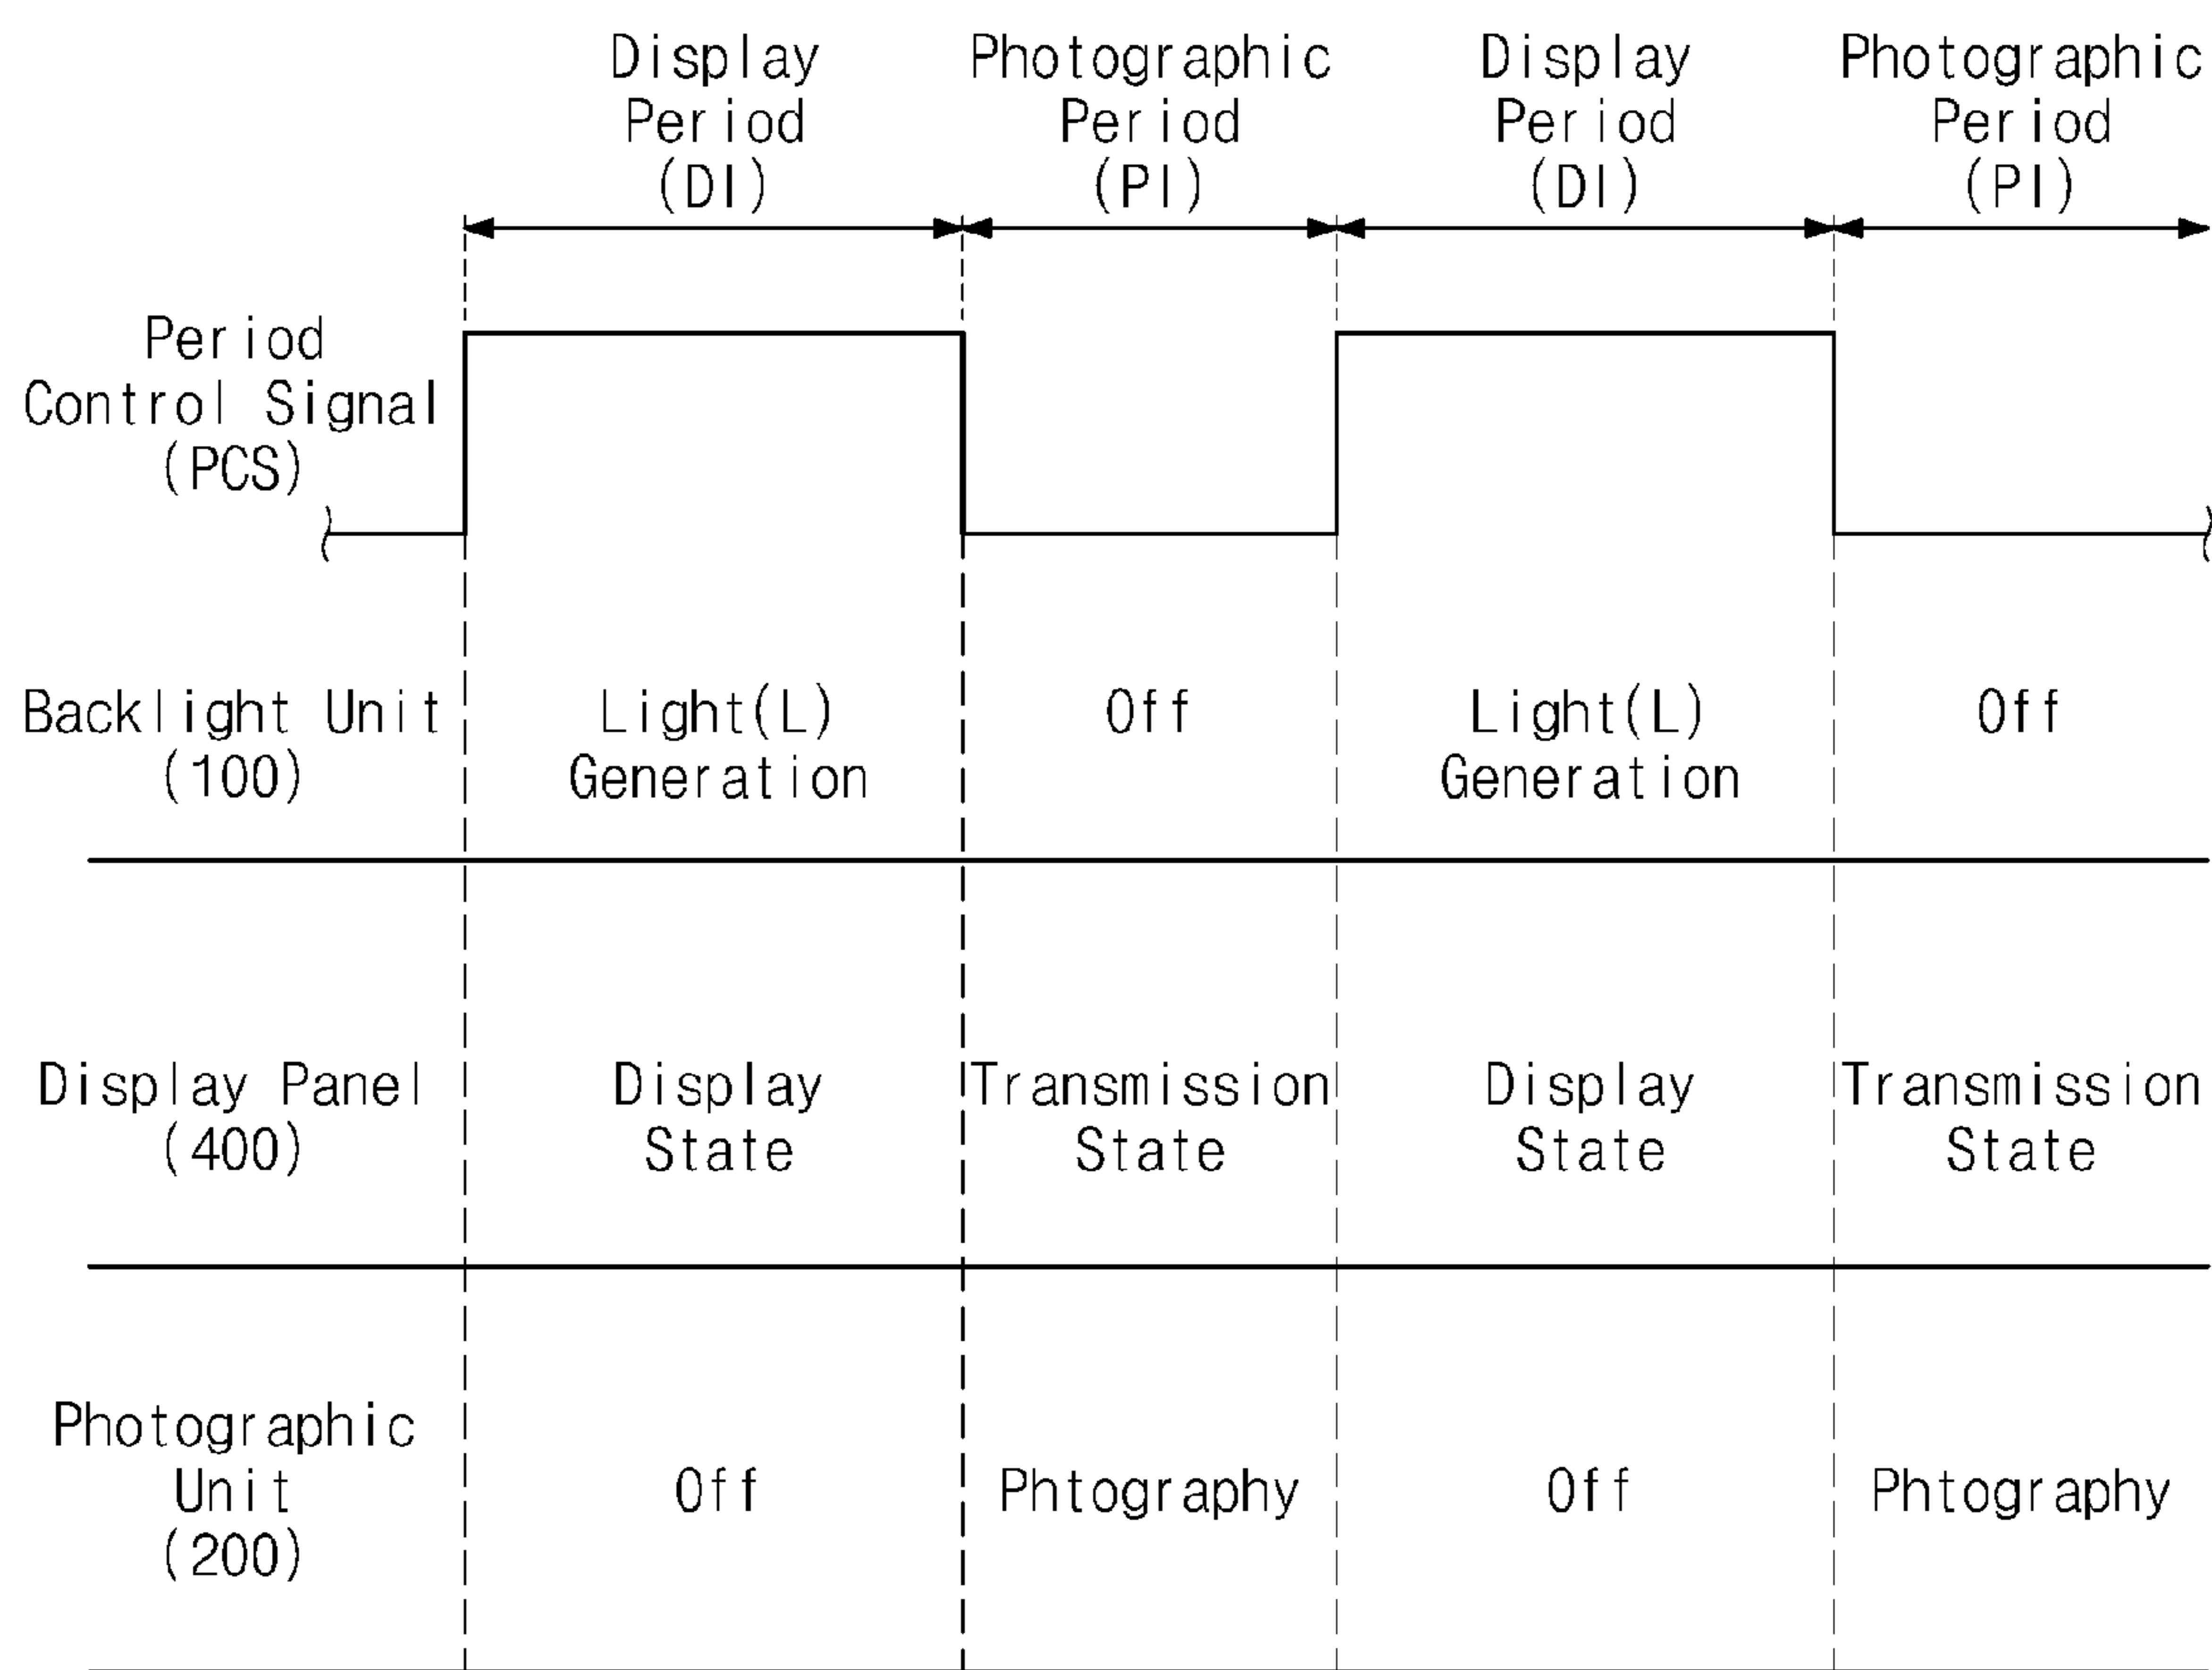 Display
Period
(DI)
Photographic
Period
(PI)
Display
Period
(DI)
Photographic
Period
(PI)
Period
Control Signal
(PCS)
Backlight Unit
(100)
Light(L)
Generation
Off
Light(L)
Generation
Off
Display Panel
(400)
Display
State
Transmission
State
Display
State
Transmission
State
Photographic
Unit
(200)
Off
Phtography
Off
Phtography